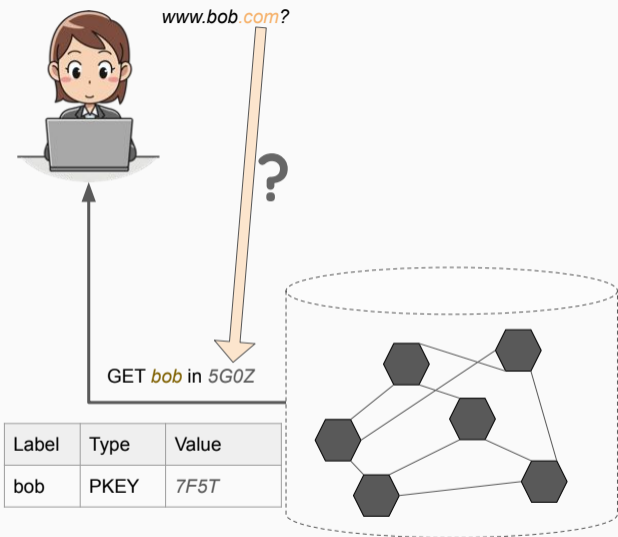 www.bob.com?
?
GET bob in 5G0Z
Label Type Value
bob PKEY 7F5T